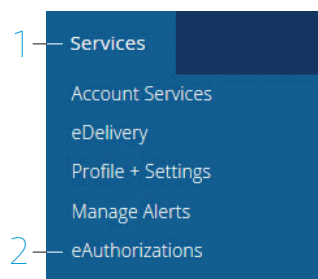 1 Services
Account Services
eDelivery
Profile + Settings
Manage Alerts
2 eAuthorizations